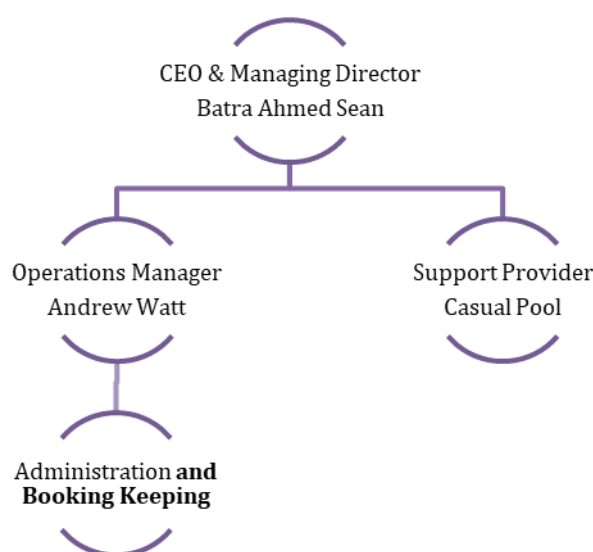 CEO & Managing Director
Batra Ahmed Sean
Operations Manager
Andrew Watt
Support Provider
Casual Pool
Administration and
Booking Keeping